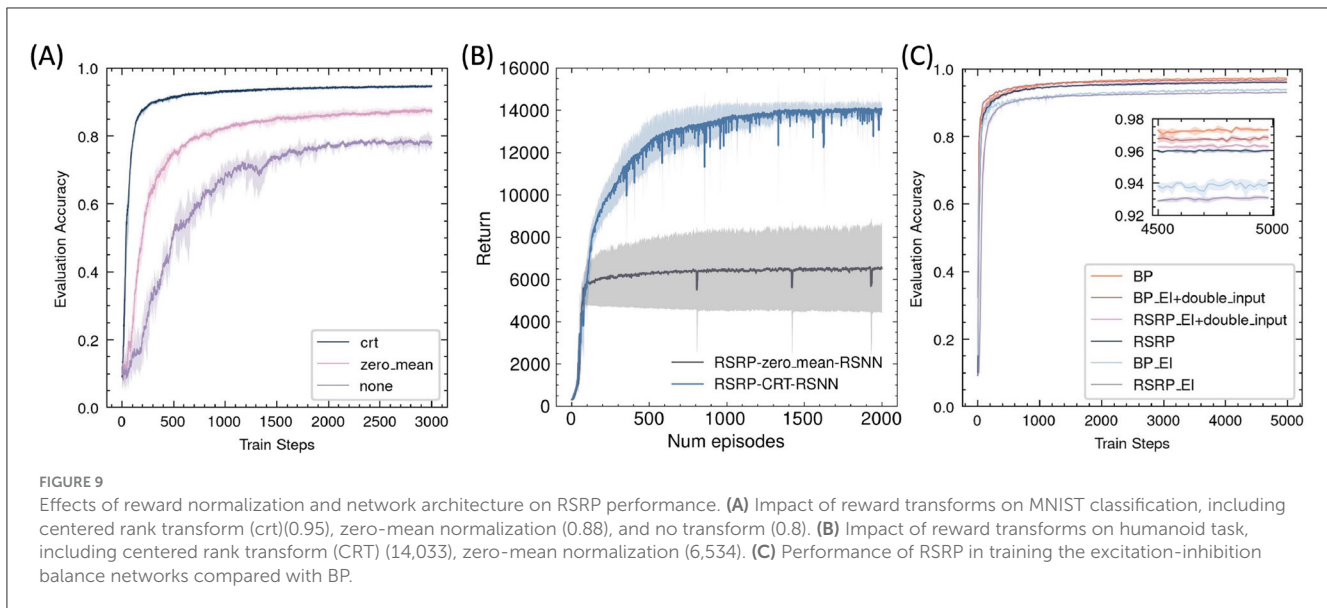 (A)
1.0
0.8
0.6
0.4
0.2
0.0
Evaluation Accuracy
0
500
1000
1500
2000
2500
3000
Train Steps
crt
zero_mean
none
(B)
16000
14000
12000
10000
8000
6000
4000
2000
0
Return
0
500
1000
1500
2000
Num episodes
RSRP-zero_mean-RSNN
RSRP-CRT-RSNN
(C)
1.0
0.8
0.6
0.4
0.2
0.0
Evaluation Accuracy
0
1000
2000
3000
4000
5000
Train Steps
0.98
0.96
0.94
0.92
4500
5000
BP
BP_EI+double_input
RSRP_EI+double_input
RSRP
BP_EI
RSRP_EI
FIGURE 9
Effects of reward normalization and network architecture on RSRP performance. (A) Impact of reward transforms on MNIST classification, including
centered rank transform (crt)(0.95), zero-mean normalization (0.88), and no transform (0.8). (B) Impact of reward transforms on humanoid task,
including centered rank transform (CRT) (14,033), zero-mean normalization (6,534). (C) Performance of RSRP in training the excitation-inhibition
balance networks compared with BP.